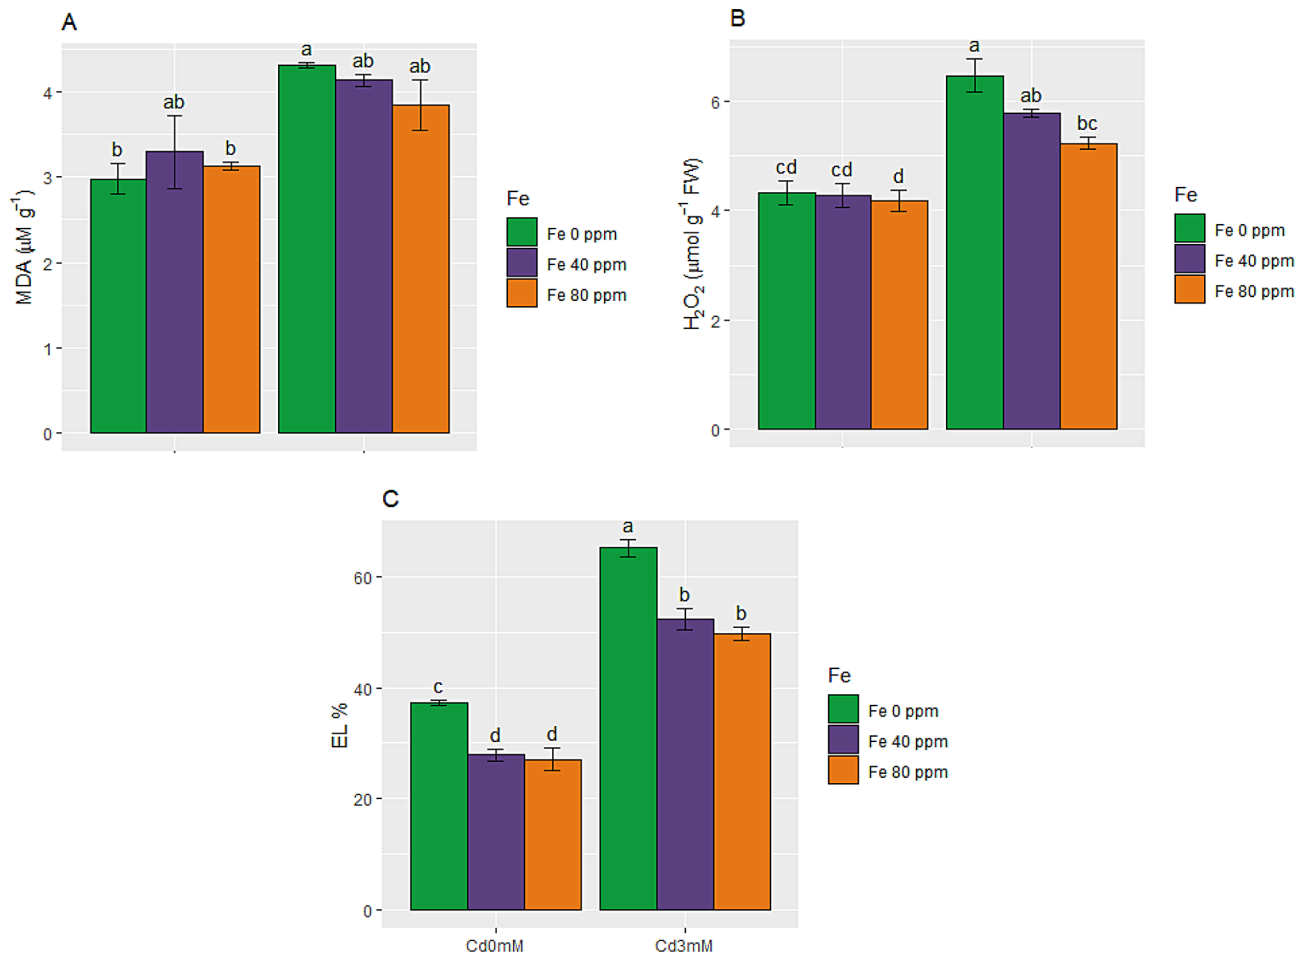 A
a
ab
ab
ab
b
b
4
3
2
1
0
MDA (μM g⁻¹)
Fe
Fe 0 ppm
Fe 40 ppm
Fe 80 ppm
B
a
ab
bc
cd
cd
d
6
4
2
0
H₂O₂ (μmol g⁻¹ FW)
Fe
Fe 0 ppm
Fe 40 ppm
Fe 80 ppm
C
a
b
b
c
d
d
60
40
20
0
EL %
Cd0mM
Cd3mM
Fe
Fe 0 ppm
Fe 40 ppm
Fe 80 ppm